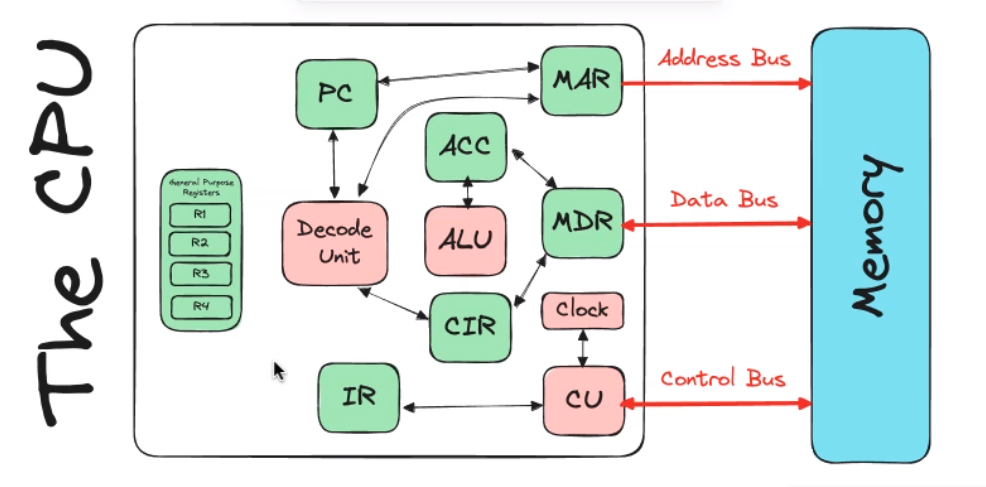 The CPU
PC
MAR
Address Bus
ACC
General Purpose
Registers
R1
R2
R3
R4
Decode
Unit
ALU
MDR
Data Bus
Memory
CIR
Clock
IR
CU
Control Bus